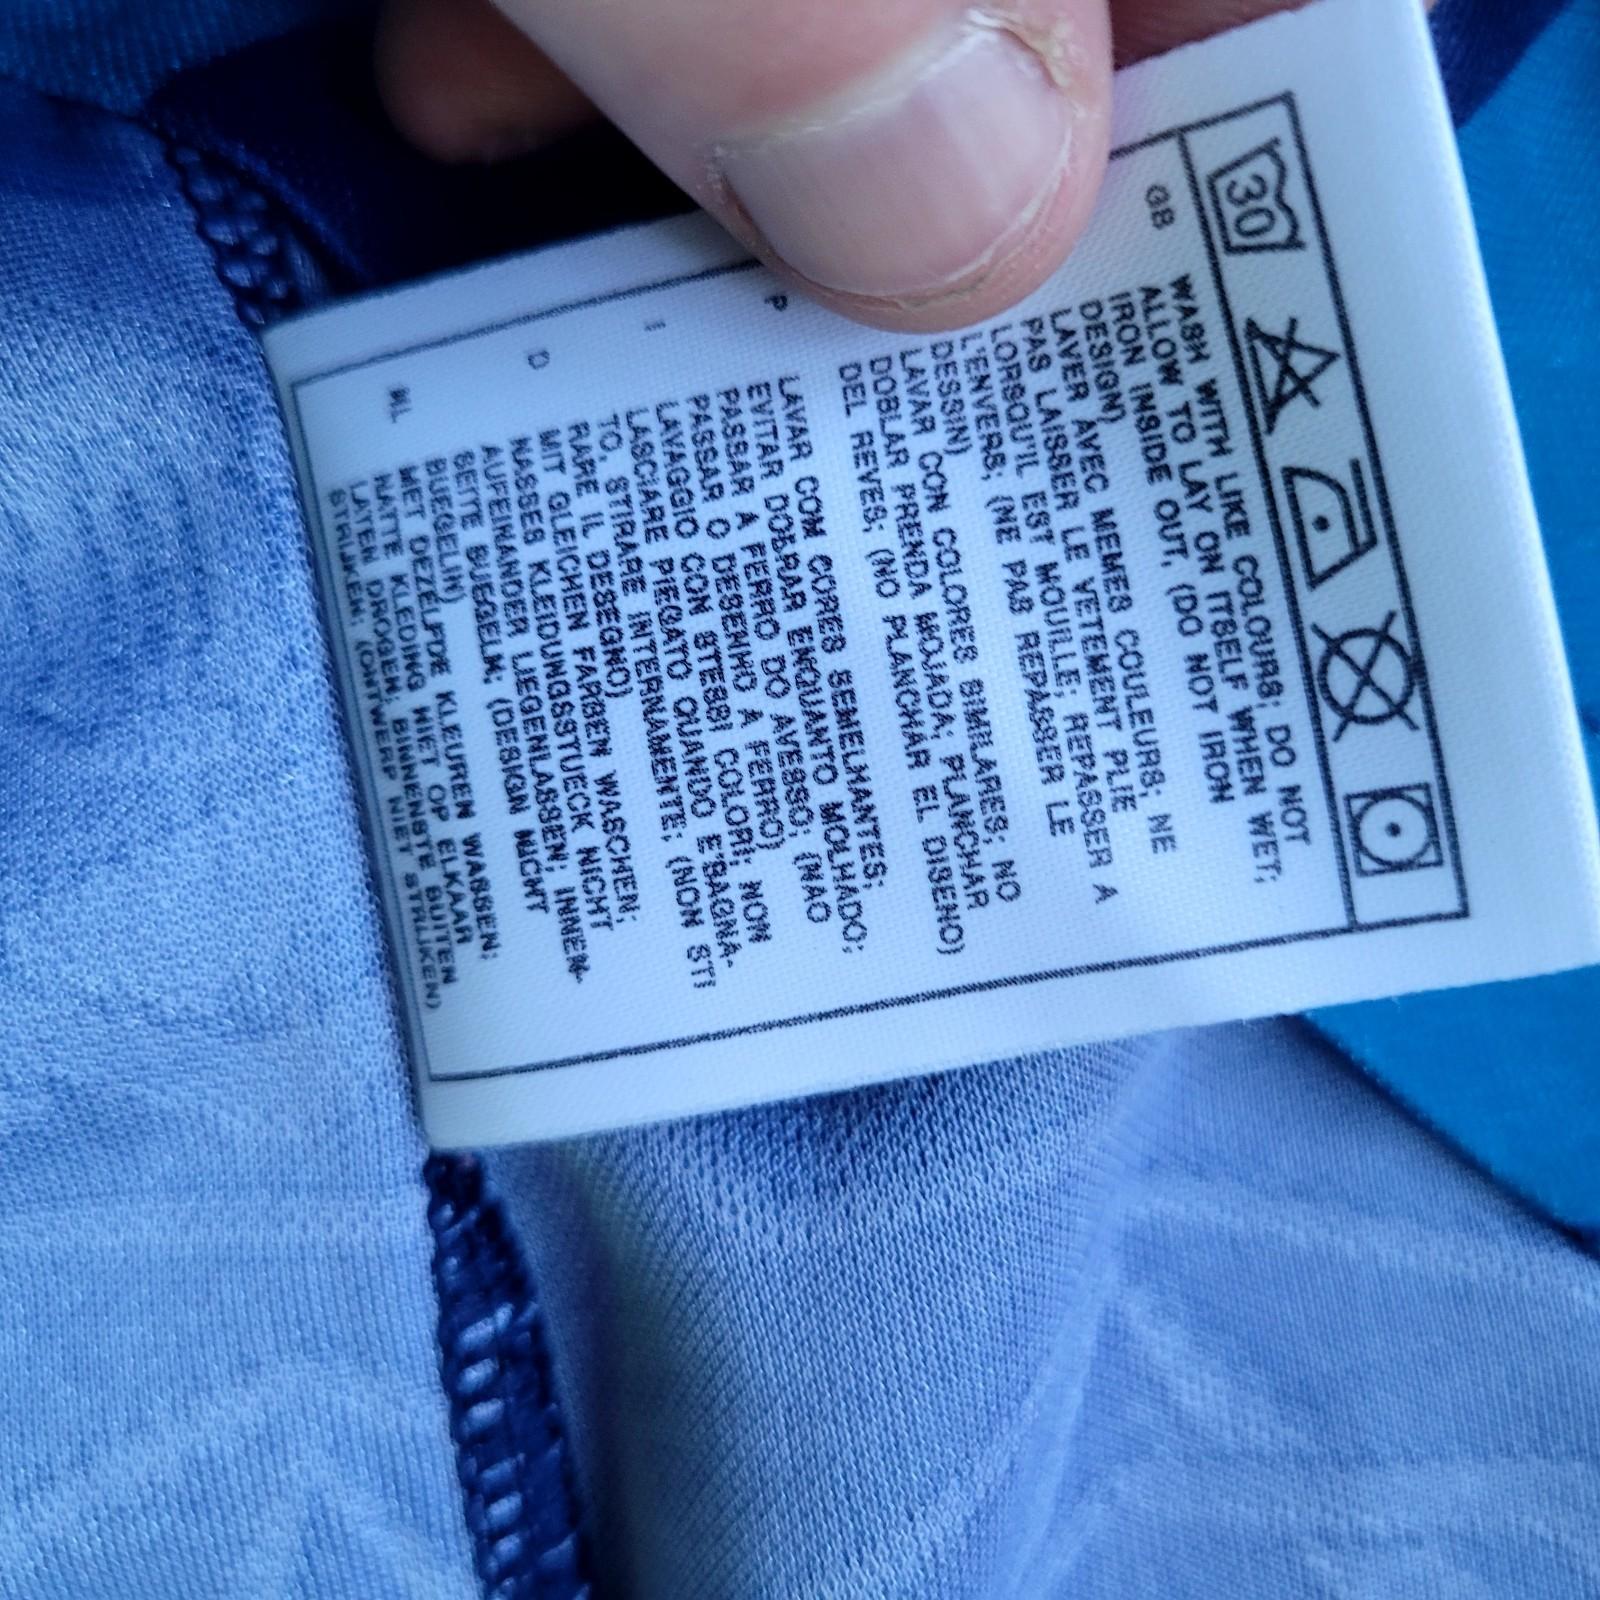 30
GB
WASH WITH LIKE COLOURS; DO NOT
ALLOW TO LAY ON ITSELF WHEN WET;
IRON INSIDE OUT, (DO NOT IRON
DESIGN)
LAVER AVEC MEMES COULEURS; NE
PAS LAISSER LE VETEMENT PLIE
LORSQU'IL EST MOUILLE; REPASSER A
L'ENVERS; (NE PAS REPASSER LE
DESSIN)
LAVAR CON COLORES SIMILARES; NO
DOBLAR PRENDA MOJADA; PLANCHAR
DEL REVES; (NO PLANCHAR EL DISENO)
P
LAVAR COM CORES SEMELHANTES;
EVITAR DOBRAR ENQUANTO MOLHADO;
PASSAR A FERRO DO AVESSO; (NAO
PASSAR O DESENHO A FERRO)
I
LAVAGGIO CON STESSI COLORI; NON
LASCIARE PIEGATO QUANDO E'BAGNA-
TO. STIRARE INTERNAMENTE; (NON STI
RARE IL DESEGNO)
D
MIT GLEICHEN FARBEN WASCHEN;
NASSES KLEIDUNGSSTUECK NICHT
AUFEINANDER LIEGENLASSEN; INNEN-
SEITE BUEGELN; (DESIGN NICHT
BUEGELN)
NL
MET DEZELFDE KLEUREN WASSEN;
NATTE KLEDING NIET OP ELKAAR
LATEN DROGEN; BINNENSTE BUITEN
STRIJKEN; (ONTWERP NIET STRIJKEN)